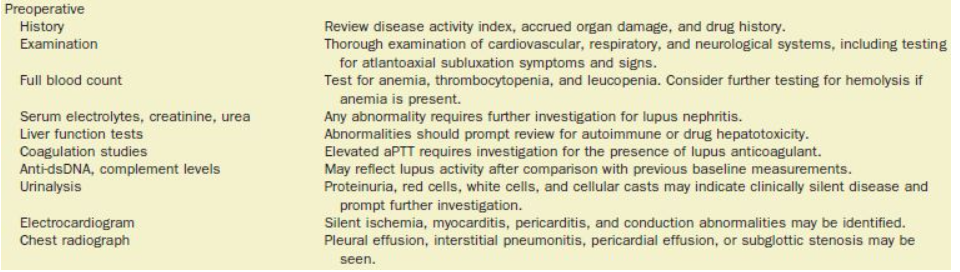 Preoperative
History Review disease activity index, accrued organ damage, and drug history.
Examination Thorough examination of cardiovascular, respiratory, and neurological systems, including testing
for atlantoaxial subluxation symptoms and signs.
Full blood count Test for anemia, thrombocytopenia, and leucopenia. Consider further testing for hemolysis if
anemia is present.
Serum electrolytes, creatinine, urea Any abnormality requires further investigation for lupus nephritis.
Liver function tests Abnormalities should prompt review for autoimmune or drug hepatotoxicity.
Coagulation studies Elevated aPTT requires investigation for the presence of lupus anticoagulant.
Anti-dsDNA, complement levels May reflect lupus activity after comparison with previous baseline measurements.
Urinalysis Proteinuria, red cells, white cells, and cellular casts may indicate clinically silent disease and
prompt further investigation.
Electrocardiogram Silent ischemia, myocarditis, pericarditis, and conduction abnormalities may be identified.
Chest radiograph Pleural effusion, interstitial pneumonitis, pericardial effusion, or subglottic stenosis may be
seen.